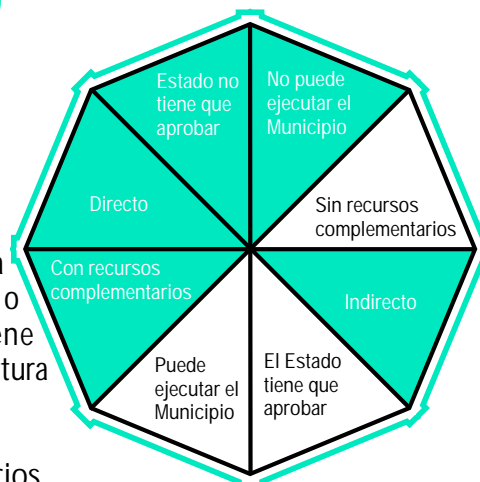 Estado no
tiene que
aprobar
No puede
ejecutar el
Municipio
Directo
Sin recursos
complementarios
Con recursos
complementarios
Indirecto
Puede
ejecutar el
Municipio
El Estado
tiene que
aprobar
o